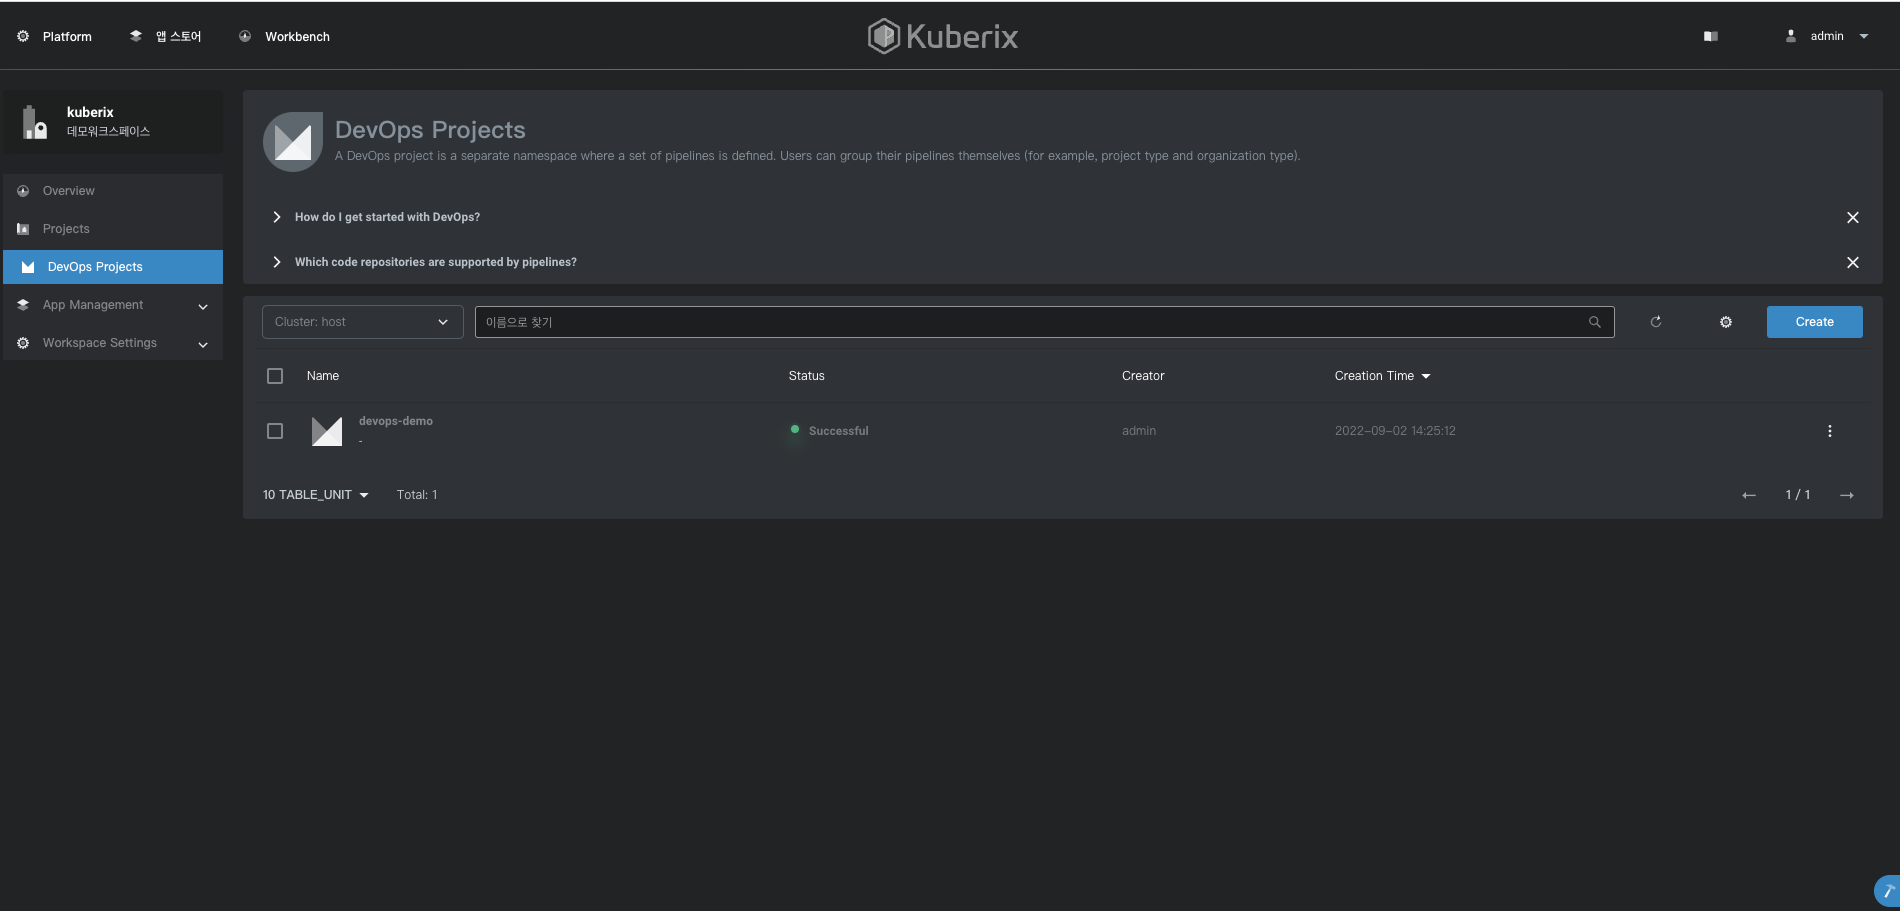 Platform
앱 스토어
Workbench
Kuberix
admin
kuberix
데모워크스페이스
Overview
Projects
DevOps Projects
App Management
Workspace Settings
DevOps Projects
A DevOps project is a separate namespace where a set of pipelines is defined. Users can group their pipelines themselves (for example, project type and organization type).
How do I get started with DevOps?
Which code repositories are supported by pipelines?
Cluster: host
이름으로 찾기
Create
Name Status Creator Creation Time
devops-demo
-
Successful
admin
2022-09-02 14:25:12
10 TABLE_UNIT
Total: 1
1 / 1